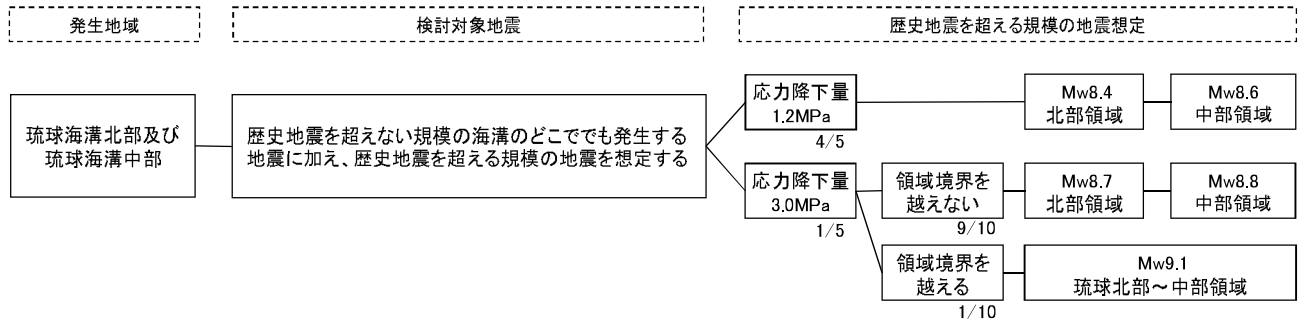 発生地域
検討対象地震
歴史地震を超える規模の地震想定
琉球海溝北部及び
琉球海溝中部
歴史地震を超えない規模の海溝のどこででも発生する
地震に加え、歴史地震を超える規模の地震を想定する
応力降下量
1.2MPa
4/5
Mw8.4
北部領域
Mw8.6
中部領域
応力降下量
3.0MPa
1/5
領域境界を
越えない
9/10
Mw8.7
北部領域
Mw8.8
中部領域
領域境界を
越える
1/10
Mw9.1
琉球北部～中部領域